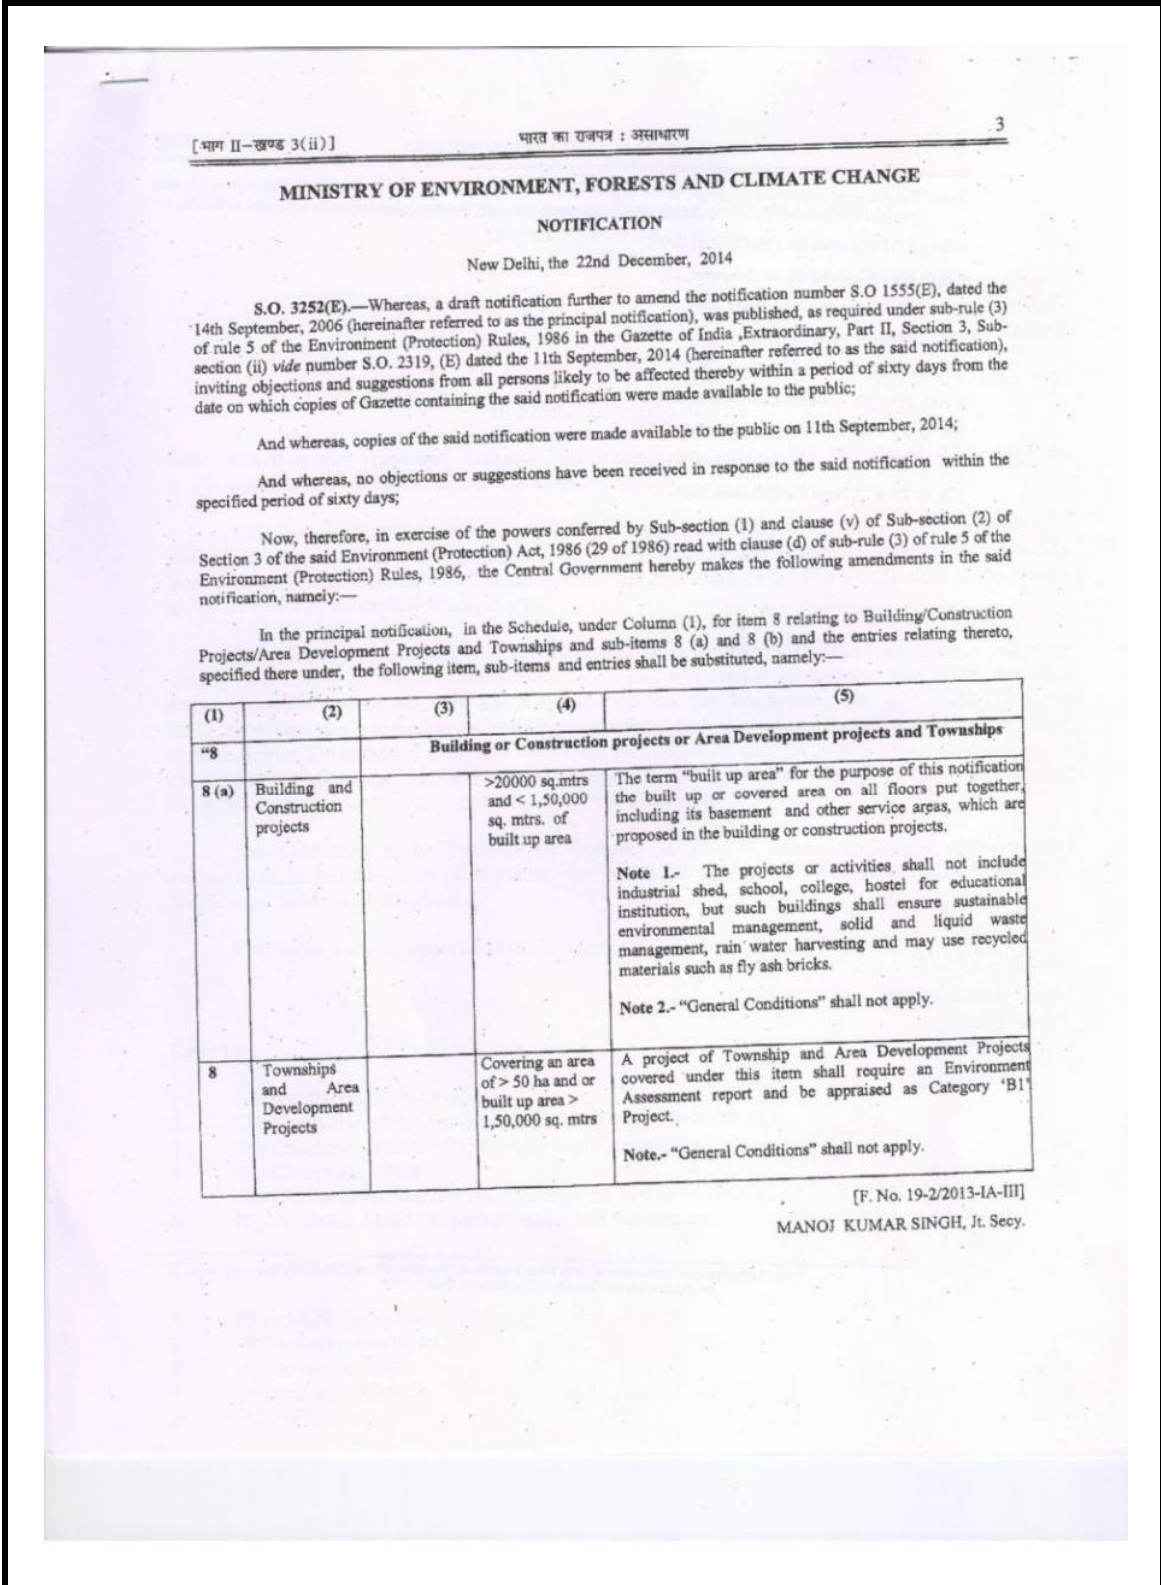 [भाग II—खण्ड 3(ii)]
भारत का राजपत्र : असाधारण
3
MINISTRY OF ENVIRONMENT, FORESTS AND CLIMATE CHANGE
NOTIFICATION
New Delhi, the 22nd December, 2014
S.O. 3252(E).—Whereas, a draft notification further to amend the notification number S.O 1555(E), dated the
14th September, 2006 (hereinafter referred to as the principal notification), was published, as required under sub-rule (3)
of rule 5 of the Environment (Protection) Rules, 1986 in the Gazette of India ,Extraordinary, Part II, Section 3, Sub-
section (ii) vide number S.O. 2319, (E) dated the 11th September, 2014 (hereinafter referred to as the said notification),
inviting objections and suggestions from all persons likely to be affected thereby within a period of sixty days from the
date on which copies of Gazette containing the said notification were made available to the public;
And whereas, copies of the said notification were made available to the public on 11th September, 2014;
And whereas, no objections or suggestions have been received in response to the said notification within the
specified period of sixty days;
Now, therefore, in exercise of the powers conferred by Sub-section (1) and clause (v) of Sub-section (2) of
Section 3 of the said Environment (Protection) Act, 1986 (29 of 1986) read with clause (d) of sub-rule (3) of rule 5 of the
Environment (Protection) Rules, 1986, the Central Government hereby makes the following amendments in the said
notification, namely:—
In the principal notification, in the Schedule, under Column (1), for item 8 relating to Building/Construction
Projects/Area Development Projects and Townships and sub-items 8 (a) and 8 (b) and the entries relating thereto,
specified there under, the following item, sub-items and entries shall be substituted, namely:—
(1) (2) (3) (4) (5)
"8 Building or Construction projects or Area Development projects and Townships
8 (a)
Building and
Construction
projects
>20000 sq.mtrs
and < 1,50,000
sq. mtrs. of
built up area
The term "built up area" for the purpose of this notification
the built up or covered area on all floors put together,
including its basement and other service areas, which are
proposed in the building or construction projects.
Note 1.- The projects or activities shall not include
industrial shed, school, college, hostel for educational
institution, but such buildings shall ensure sustainable
environmental management, solid and liquid waste
management, rain water harvesting and may use recycled
materials such as fly ash bricks.
Note 2.- "General Conditions" shall not apply.
8
Townships
and Area
Development
Projects
Covering an area
of > 50 ha and or
built up area >
1,50,000 sq. mtrs
A project of Township and Area Development Projects
covered under this item shall require an Environment
Assessment report and be appraised as Category 'B1'
Project.
Note.- "General Conditions" shall not apply.
[F. No. 19-2/2013-IA-III]
MANOJ KUMAR SINGH, Jt. Secy.